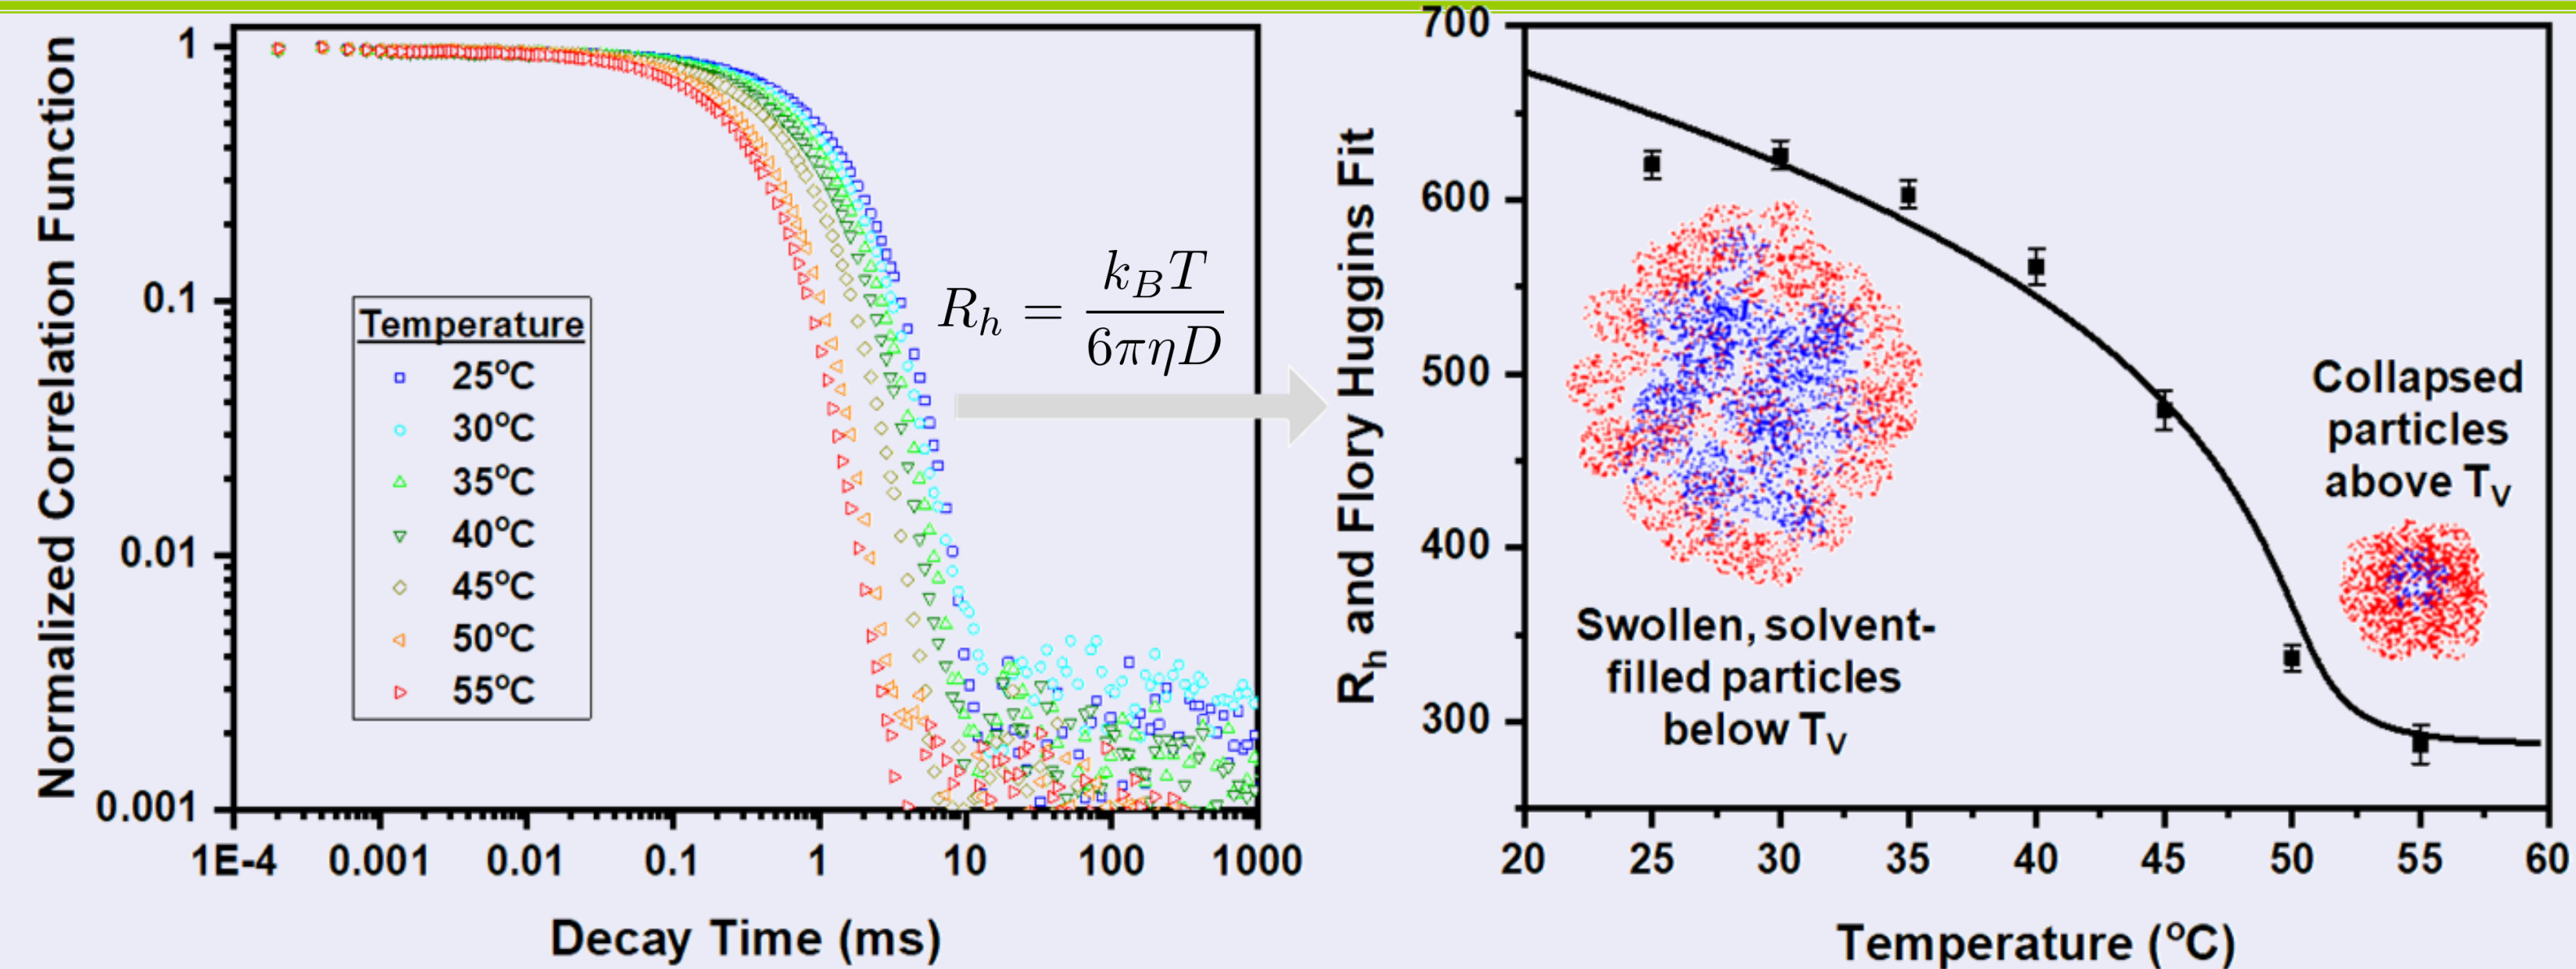 Normalized Correlation Function
1
0.1
0.01
0.001
1E-4 0.001 0.01 0.1 1 10 100 1000
Decay Time (ms)
Temperature
25°C
30°C
35°C
40°C
45°C
50°C
55°C
R_h = k_B T / 6πηD
R_h and Flory Huggins Fit
700
600
500
400
300
20 25 30 35 40 45 50 55 60
Temperature (°C)
Swollen, solvent-
filled particles
below T_V
Collapsed
particles
above T_V